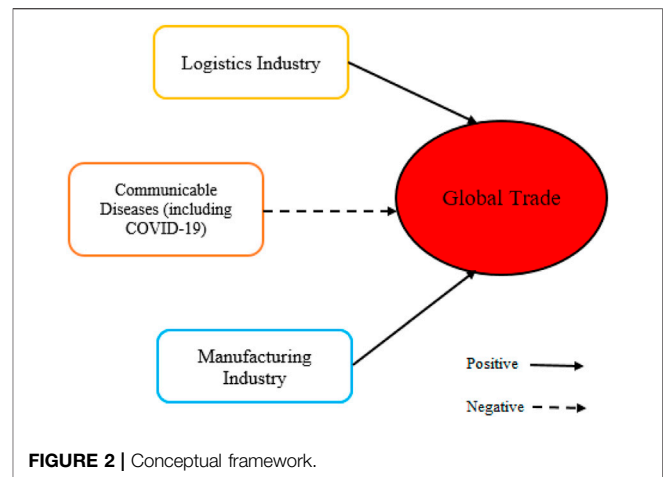 Logistics Industry
Communicable
Diseases (including
COVID-19)
Global Trade
Manufacturing
Industry
Positive
Negative
FIGURE 2 | Conceptual framework.